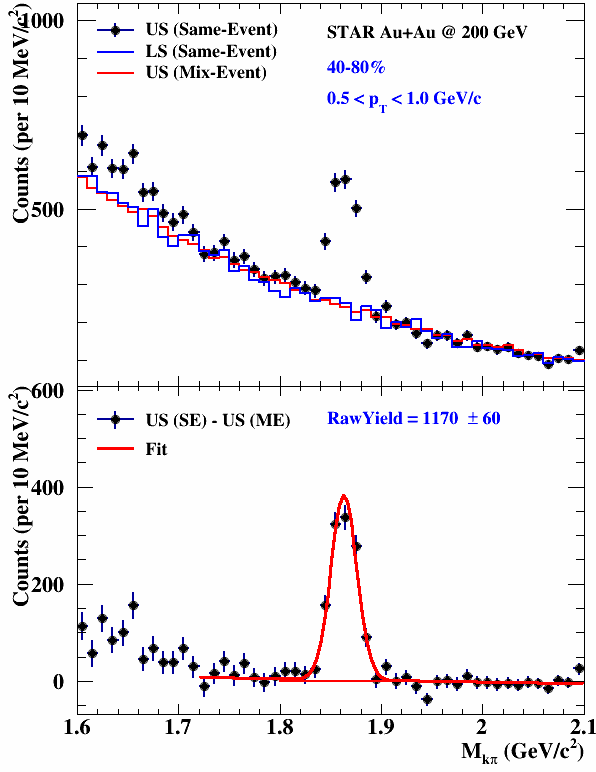 1000
US (Same-Event)
LS (Same-Event)
US (Mix-Event)
STAR Au+Au @ 200 GeV
40-80%
0.5 < pT < 1.0 GeV/c
Counts (per 10 MeV/c²)
500
600
US (SE) - US (ME)
Fit
RawYield = 1170 ± 60
Counts (per 10 MeV/c²)
400
200
0
1.6 1.7 1.8 1.9 2 2.1
Mkπ (GeV/c²)